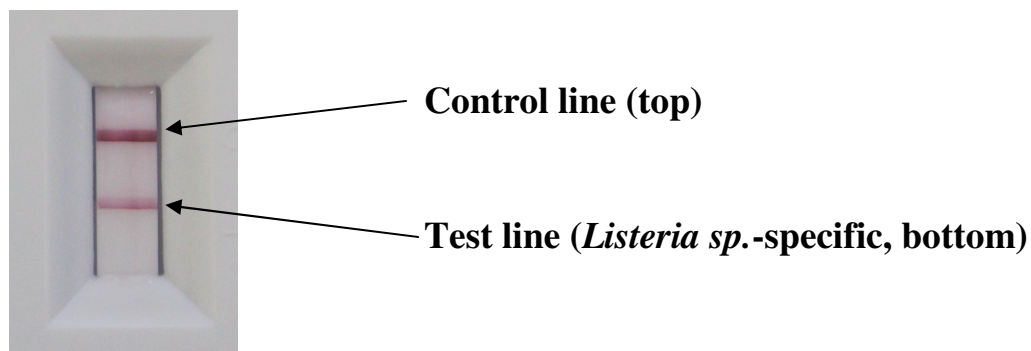 Control line (top)
Test line (Listeria sp.-specific, bottom)